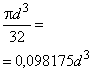 πd³/32 =
= 0,098175d³